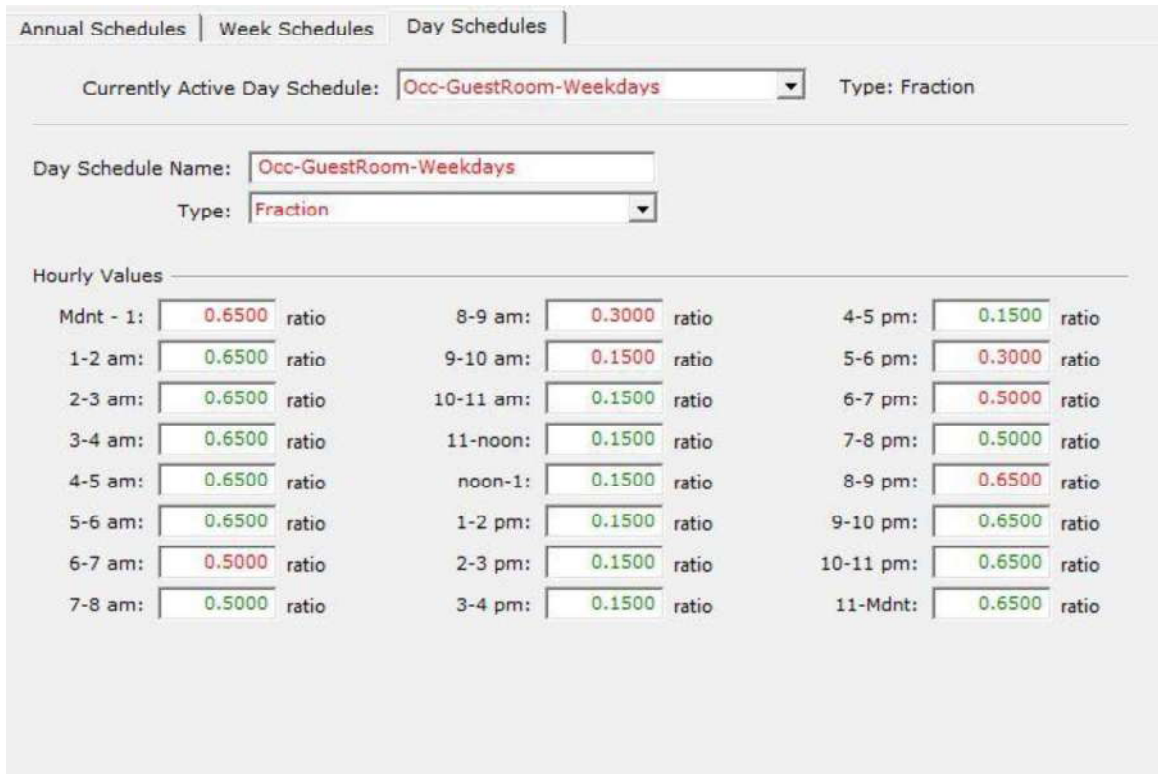 Annual Schedules Week Schedules Day Schedules
Currently Active Day Schedule: Occ-GuestRoom-Weekdays Type: Fraction
Day Schedule Name: Occ-GuestRoom-Weekdays
Type: Fraction
Hourly Values
Mdnt - 1: 0.6500 ratio 8-9 am: 0.3000 ratio 4-5 pm: 0.1500 ratio
1-2 am: 0.6500 ratio 9-10 am: 0.1500 ratio 5-6 pm: 0.3000 ratio
2-3 am: 0.6500 ratio 10-11 am: 0.1500 ratio 6-7 pm: 0.5000 ratio
3-4 am: 0.6500 ratio 11-noon: 0.1500 ratio 7-8 pm: 0.5000 ratio
4-5 am: 0.6500 ratio noon-1: 0.1500 ratio 8-9 pm: 0.6500 ratio
5-6 am: 0.6500 ratio 1-2 pm: 0.1500 ratio 9-10 pm: 0.6500 ratio
6-7 am: 0.5000 ratio 2-3 pm: 0.1500 ratio 10-11 pm: 0.6500 ratio
7-8 am: 0.5000 ratio 3-4 pm: 0.1500 ratio 11-Mdnt: 0.6500 ratio